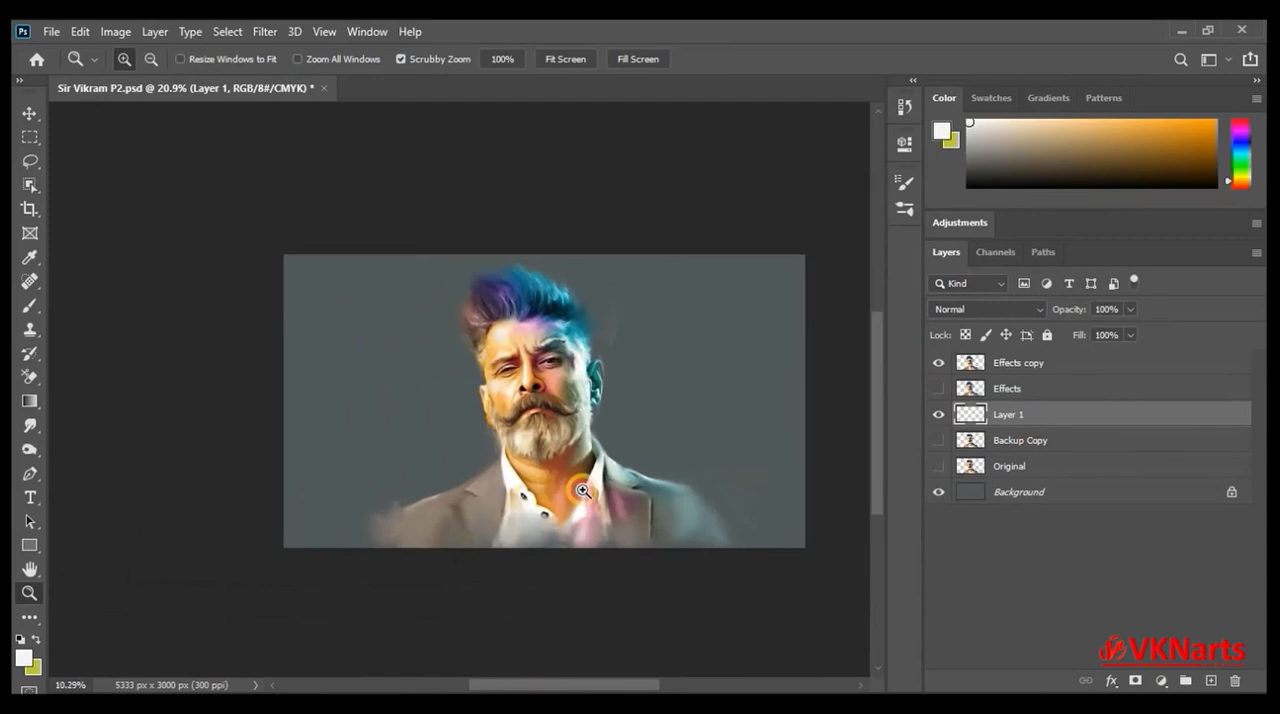 Ps File Edit Image Layer Type Select Filter 3D View Window Help
Resize Windows to Fit Zoom All Windows Scrubby Zoom 100% Fit Screen Fill Screen
Sir Vikram P2.psd @ 20.9% (Layer 1, RGB/8#/CMYK) *
Color Swatches Gradients Patterns
Adjustments
Layers Channels Paths
Kind
Normal Opacity: 100%
Lock: Fill: 100%
Effects copy
Effects
Layer 1
Backup Copy
Original
Background
VKNarts
10.29% 5333 px x 3000 px (300 ppi)
fx